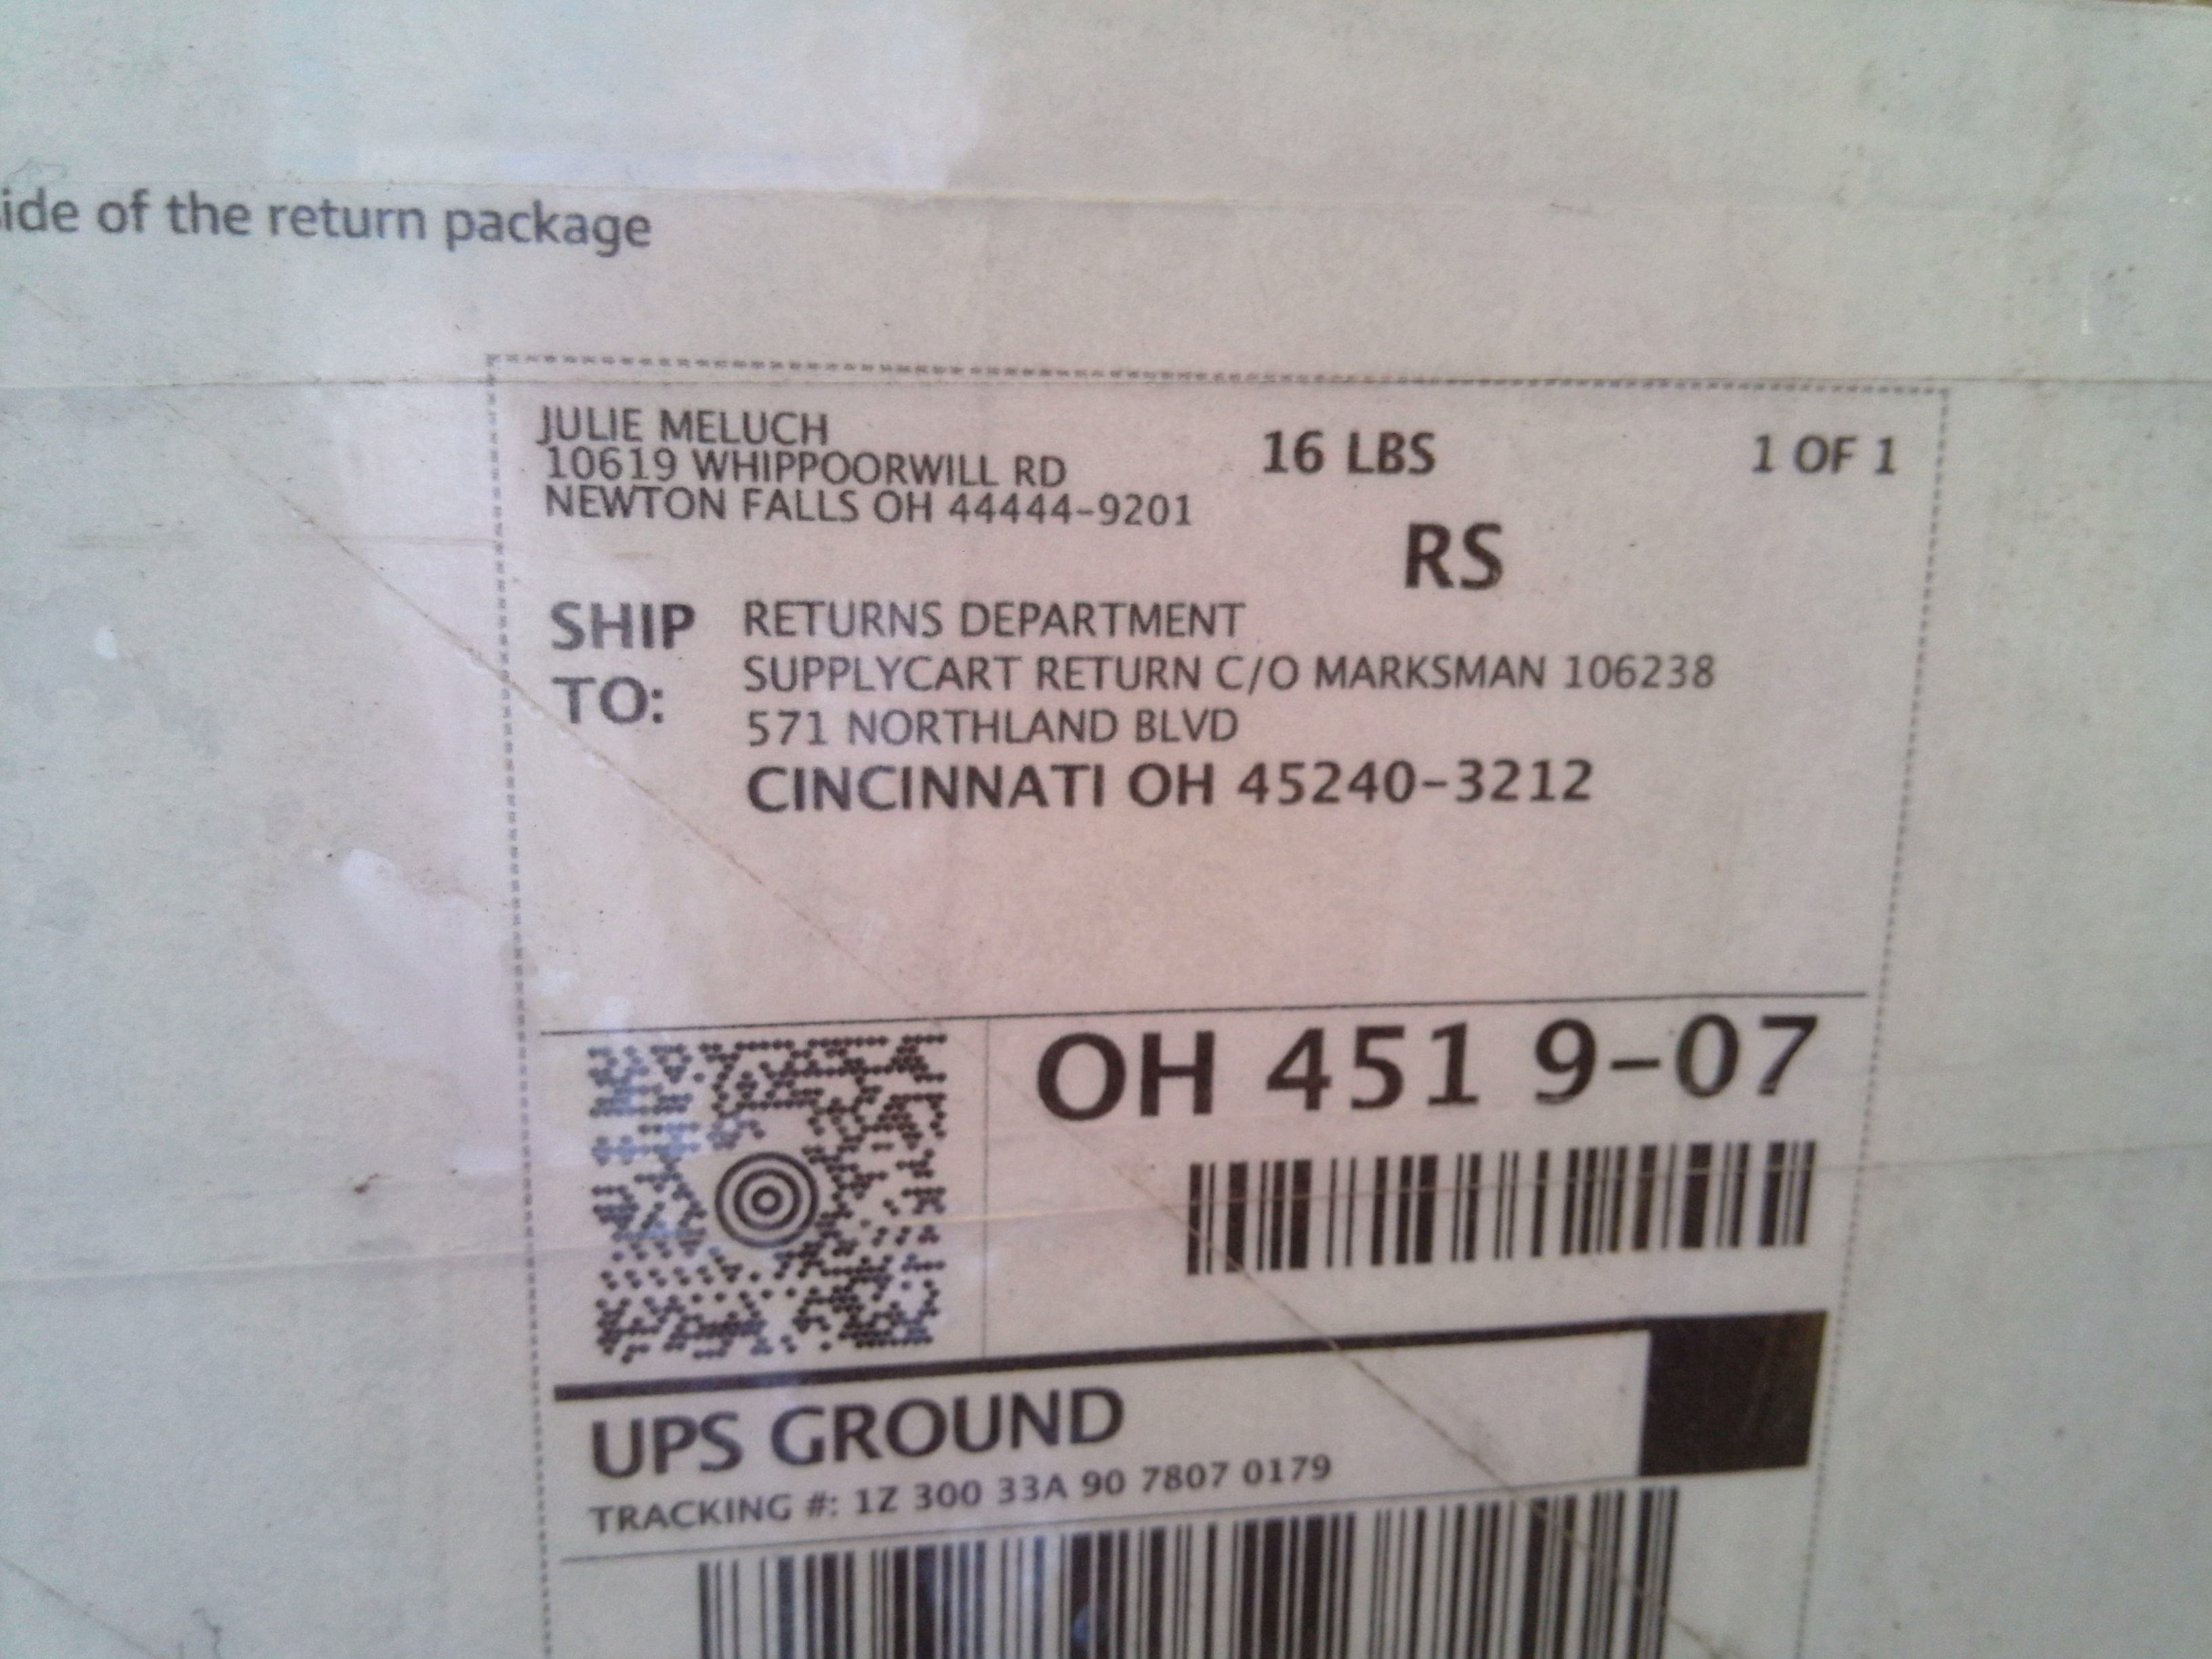 ide of the return package
JULIE MELUCH
10619 WHIPPOORWILL RD
NEWTON FALLS OH 44444-9201
16 LBS
1 OF 1
RS
SHIP TO:
RETURNS DEPARTMENT
SUPPLYCART RETURN C/O MARKSMAN 106238
571 NORTHLAND BLVD
CINCINNATI OH 45240-3212
OH 451 9-07
UPS GROUND
TRACKING #: 1Z 300 33A 90 7807 0179